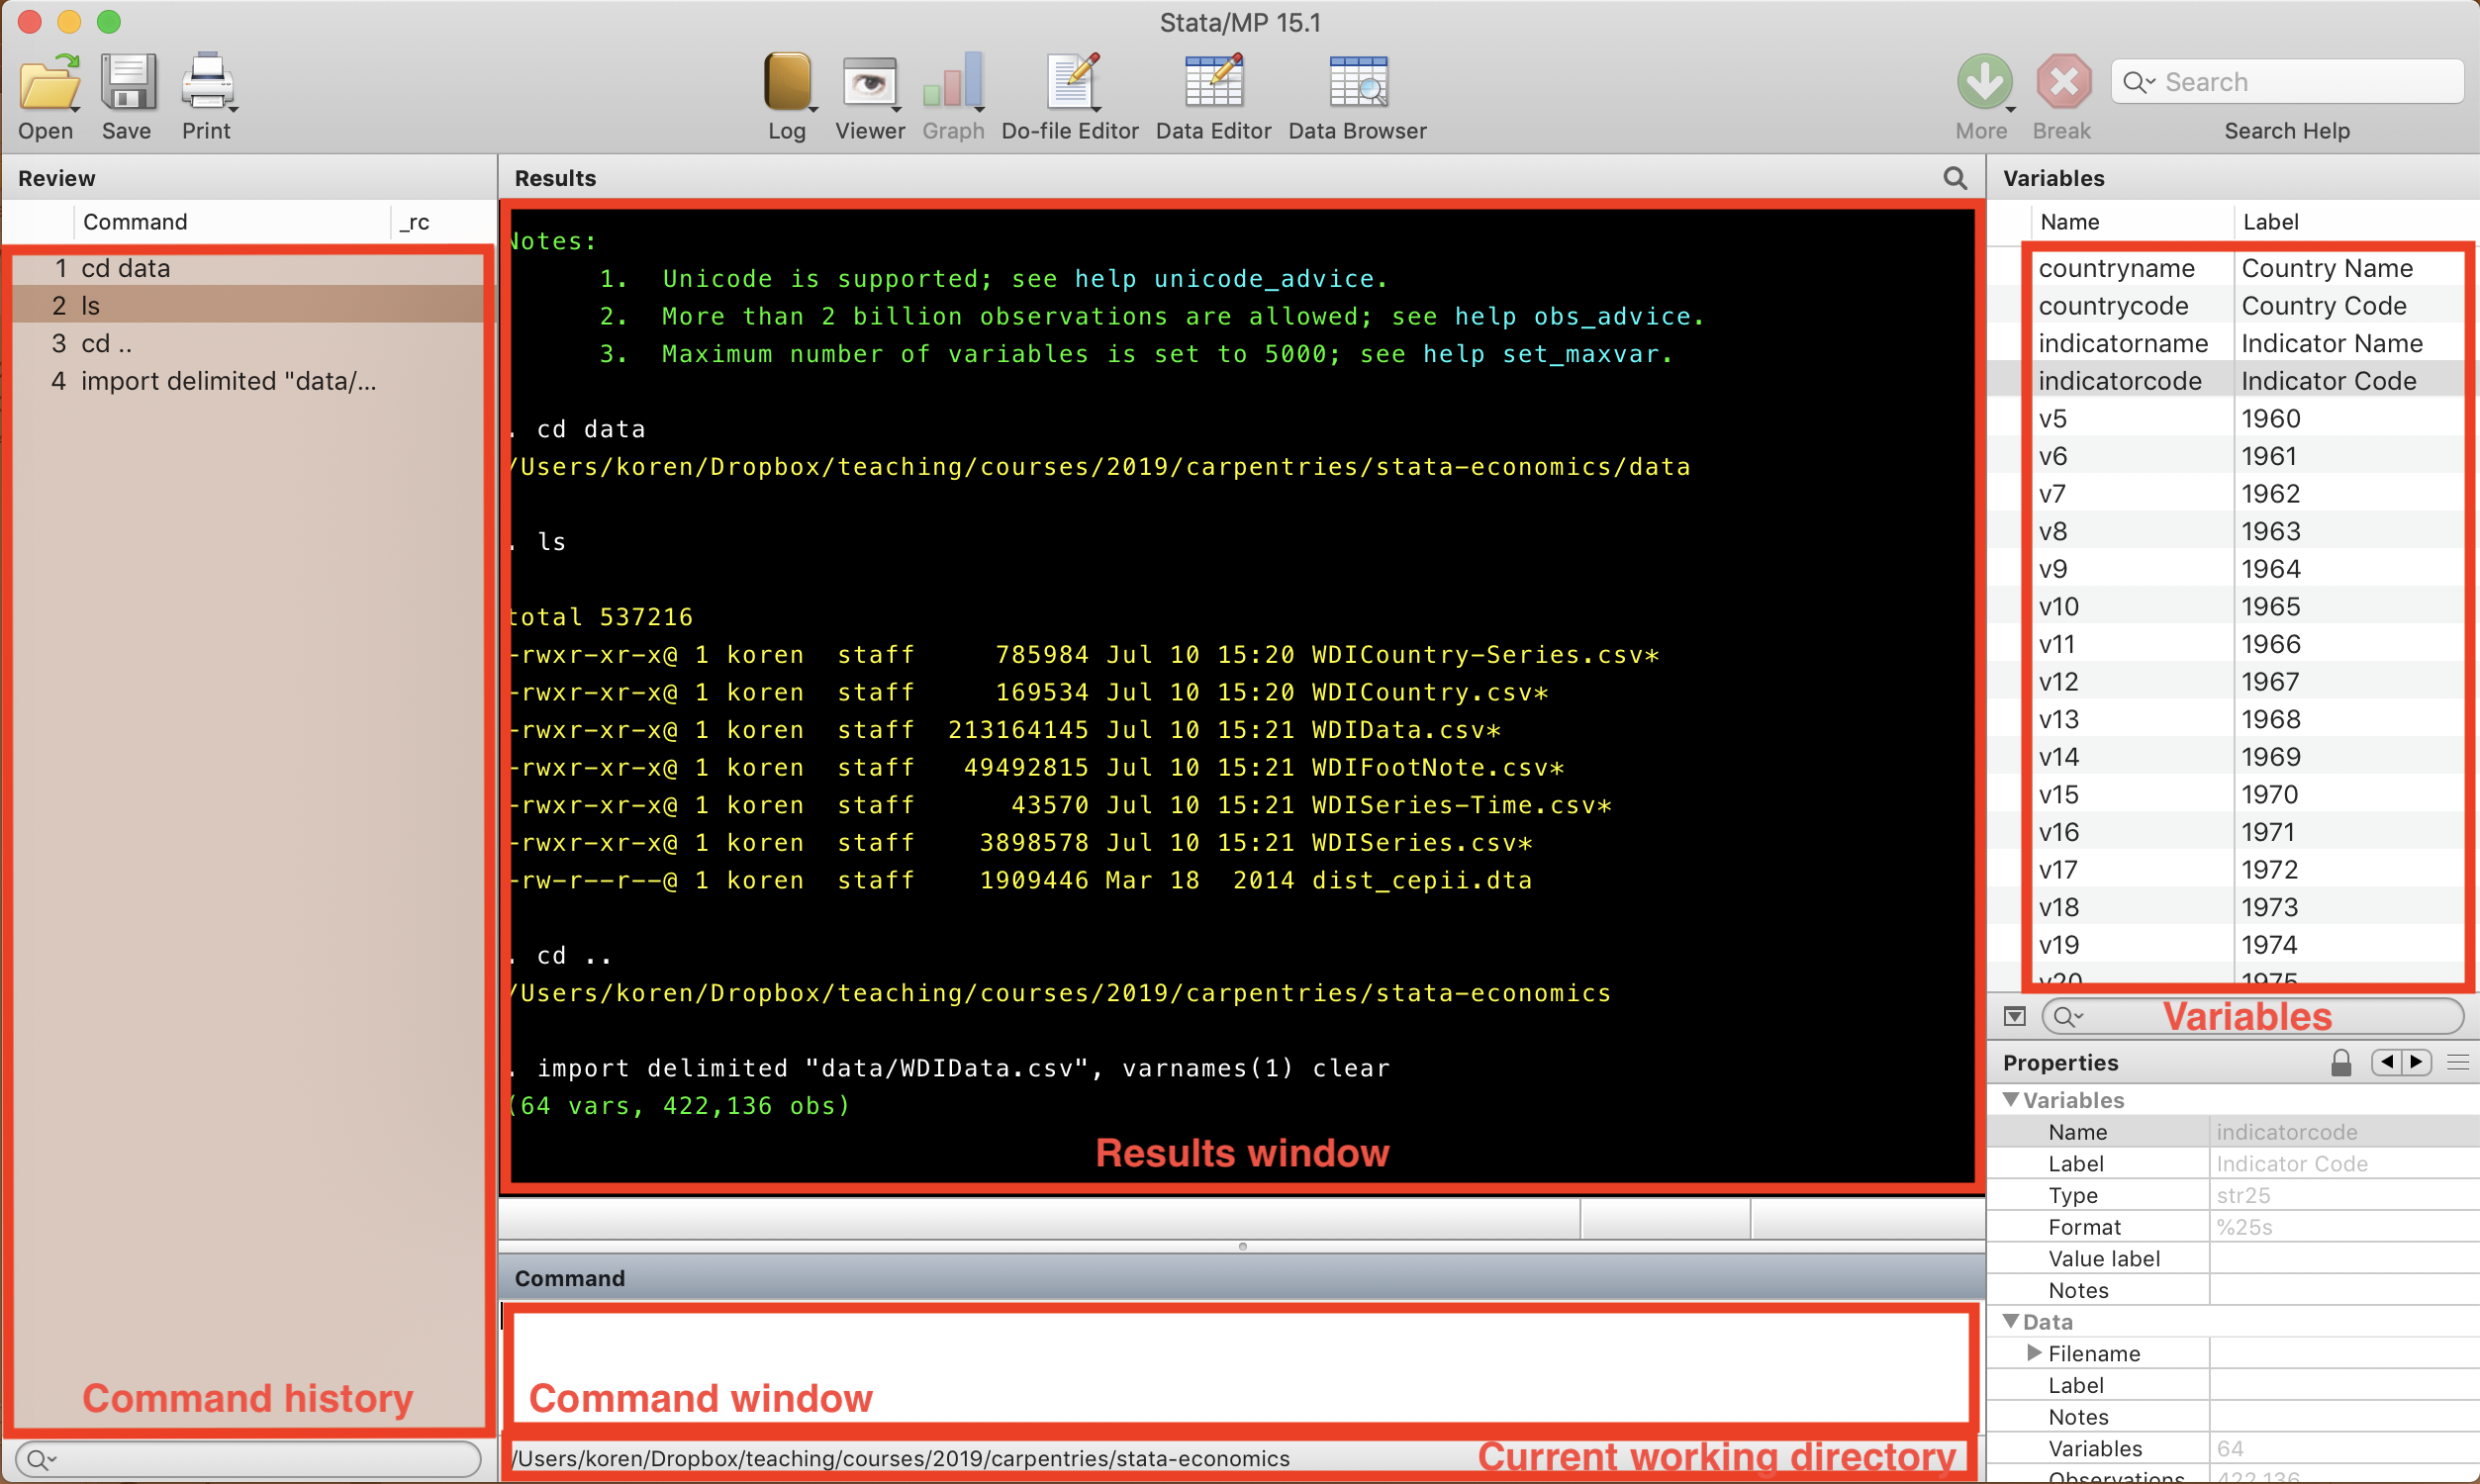 Stata/MP 15.1
Open
Save
Print
Log
Viewer
Graph
Do-file Editor
Data Editor
Data Browser
More
Break
Search
Search Help
Review
Command _rc
1 cd data
2 ls
3 cd ..
4 import delimited "data/...
Command history
Results
Notes:
1. Unicode is supported; see help unicode_advice.
2. More than 2 billion observations are allowed; see help obs_advice.
3. Maximum number of variables is set to 5000; see help set_maxvar.
. cd data
/Users/koren/Dropbox/teaching/courses/2019/carpentries/stata-economics/data
. ls
total 537216
-rwxr-xr-x@ 1 koren  staff     785984 Jul 10 15:20 WDICountry-Series.csv*
-rwxr-xr-x@ 1 koren  staff     169534 Jul 10 15:20 WDICountry.csv*
-rwxr-xr-x@ 1 koren  staff  213164145 Jul 10 15:21 WDIData.csv*
-rwxr-xr-x@ 1 koren  staff   49492815 Jul 10 15:21 WDIFootNote.csv*
-rwxr-xr-x@ 1 koren  staff      43570 Jul 10 15:21 WDISeries-Time.csv*
-rwxr-xr-x@ 1 koren  staff    3898578 Jul 10 15:21 WDISeries.csv*
-rw-r--r--@ 1 koren  staff    1909446 Mar 18  2014 dist_cepii.dta
. cd ..
/Users/koren/Dropbox/teaching/courses/2019/carpentries/stata-economics
. import delimited "data/WDIData.csv", varnames(1) clear
(64 vars, 422,136 obs)
Results window
Command
Command window
/Users/koren/Dropbox/teaching/courses/2019/carpentries/stata-economics
Current working directory
Variables
Name Label
countryname Country Name
countrycode Country Code
indicatorname Indicator Name
indicatorcode Indicator Code
v5 1960
v6 1961
v7 1962
v8 1963
v9 1964
v10 1965
v11 1966
v12 1967
v13 1968
v14 1969
v15 1970
v16 1971
v17 1972
v18 1973
v19 1974
v20 1975
Variables
Properties
Variables
Name indicatorcode
Label Indicator Code
Type str25
Format %25s
Value label
Notes
Data
Filename
Label
Notes
Variables 64
Observations 422,136